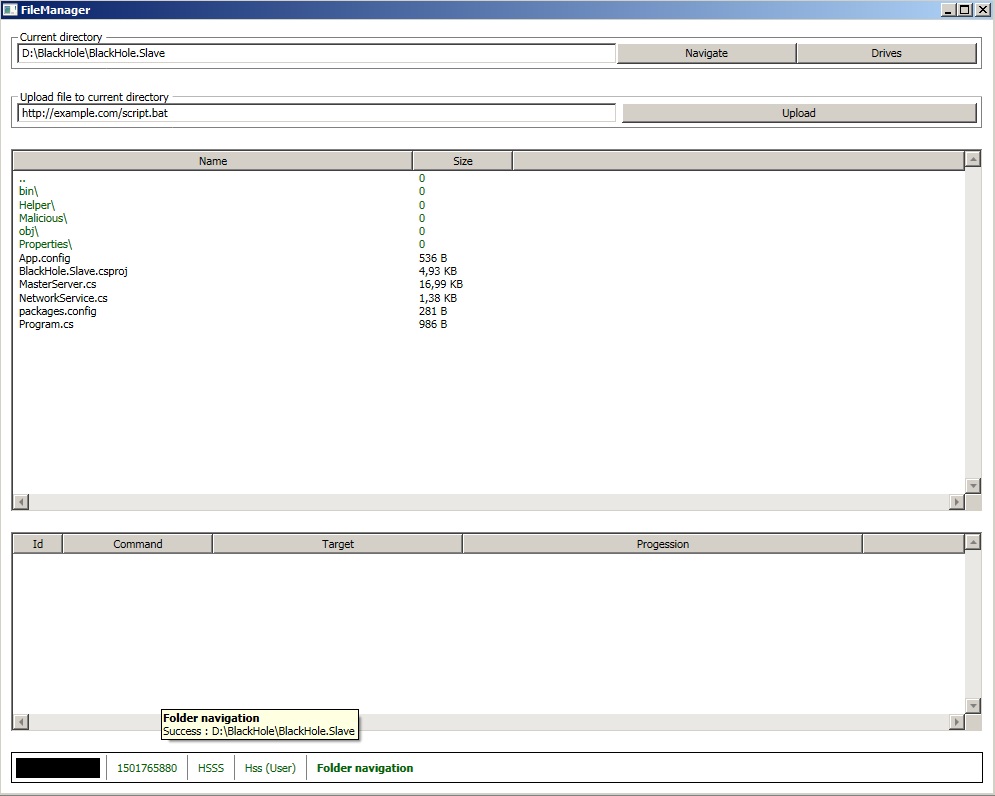 FileManager
Current directory
D:\BlackHole\BlackHole.Slave Navigate Drives
Upload file to current directory
http://example.com/script.bat Upload
Name Size
.. 0
bin\ 0
Helper\ 0
Malicious\ 0
obj\ 0
Properties\ 0
App.config 536 B
BlackHole.Slave.csproj 4,93 KB
MasterServer.cs 16,99 KB
NetworkService.cs 1,38 KB
packages.config 281 B
Program.cs 986 B
Id Command Target Progession
Folder navigation
Success : D:\BlackHole\BlackHole.Slave
1501765880 HSSS Hss (User) Folder navigation